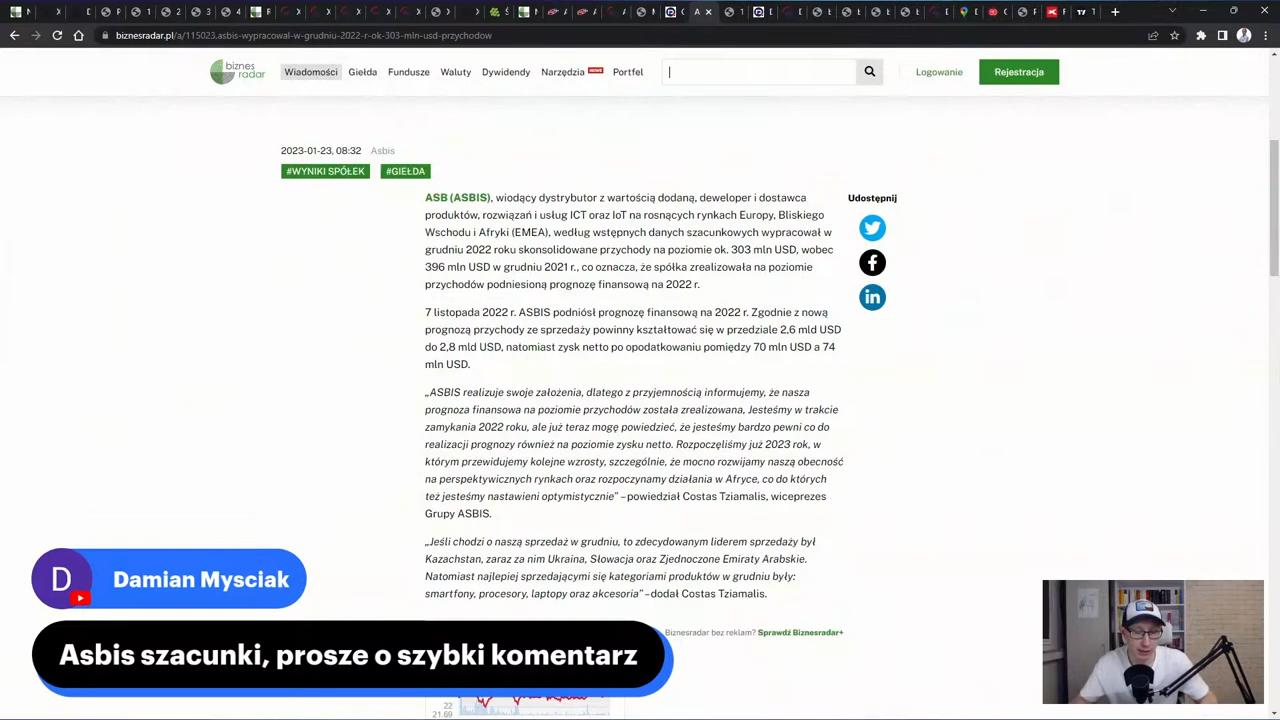 biznesradar.pl/a/115023,asbis-wypracowal-w-grudniu-2022-r-ok-303-mln-usd-przychodow
biznes
radar
Wiadomości Giełda Fundusze Waluty Dywidendy Narzędzia NOWE Portfel
Logowanie Rejestracja
2023-01-23, 08:32 Asbis
#WYNIKI SPÓŁEK #GIEŁDA
ASB (ASBIS), wiodący dystrybutor z wartością dodaną, deweloper i dostawca
produktów, rozwiązań i usług ICT oraz IoT na rosnących rynkach Europy, Bliskiego
Wschodu i Afryki (EMEA), według wstępnych danych szacunkowych wypracował w
grudniu 2022 roku skonsolidowane przychody na poziomie ok. 303 mln USD, wobec
396 mln USD w grudniu 2021 r., co oznacza, że spółka zrealizowała na poziomie
przychodów podniesioną prognozę finansową na 2022 r.
Udostępnij
7 listopada 2022 r. ASBIS podniósł prognozę finansową na 2022 r. Zgodnie z nową
prognozą przychody ze sprzedaży powinny kształtować się w przedziale 2,6 mld USD
do 2,8 mld USD, natomiast zysk netto po opodatkowaniu pomiędzy 70 mln USD a 74
mln USD.
„ASBIS realizuje swoje założenia, dlatego z przyjemnością informujemy, że nasza
prognoza finansowa na poziomie przychodów została zrealizowana, Jesteśmy w trakcie
zamykania 2022 roku, ale już teraz mogę powiedzieć, że jesteśmy bardzo pewni co do
realizacji prognozy również na poziomie zysku netto. Rozpoczęliśmy już 2023 rok, w
którym przewidujemy kolejne wzrosty, szczególnie, że mocno rozwijamy naszą obecność
na perspektywicznych rynkach oraz rozpoczynamy działania w Afryce, co do których
też jesteśmy nastawieni optymistycznie" – powiedział Costas Tziamalis, wiceprezes
Grupy ASBIS.
„Jeśli chodzi o naszą sprzedaż w grudniu, to zdecydowanym liderem sprzedaży był
Kazachstan, zaraz za nim Ukraina, Słowacja oraz Zjednoczone Emiraty Arabskie.
Natomiast najlepiej sprzedającymi się kategoriami produktów w grudniu były:
smartfony, procesory, laptopy oraz akcesoria" – dodał Costas Tziamalis.
Biznesradar bez reklam? Sprawdź Biznesradar+
D Damian Mysciak
Asbis szacunki, prosze o szybki komentarz
22
21.69